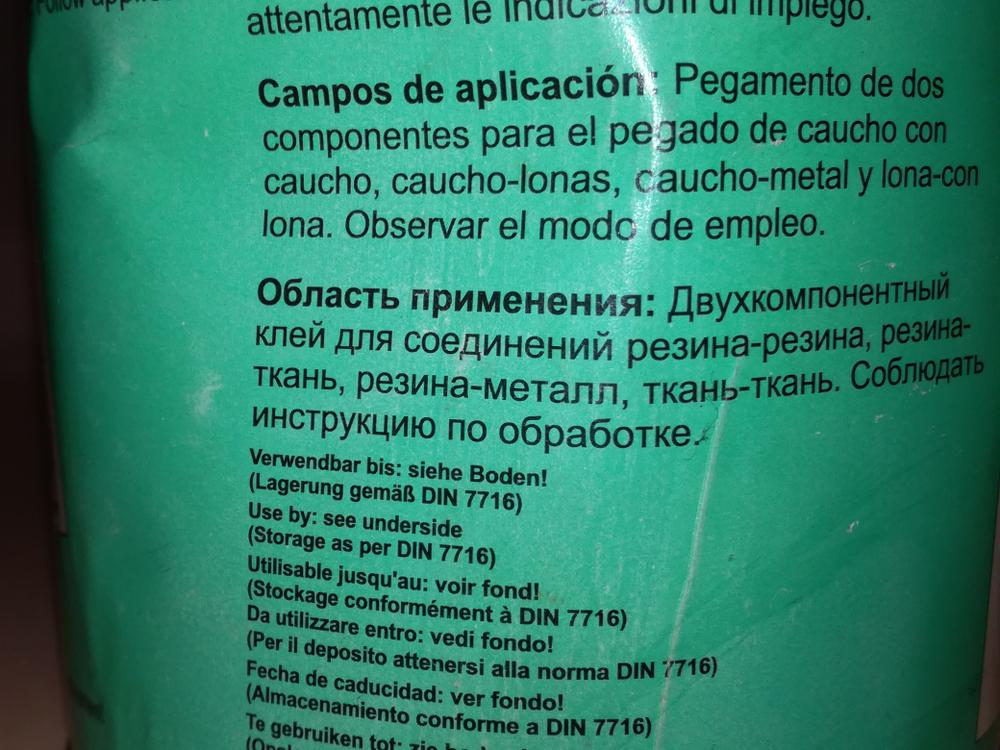 Follow
attentamente le indicazioni di impiego.
Campos de aplicación: Pegamento de dos
componentes para el pegado de caucho con
caucho, caucho-lonas, caucho-metal y lona-con
lona. Observar el modo de empleo.
Область применения: Двухкомпонентный
клей для соединений резина-резина, резина-
ткань, резина-металл, ткань-ткань. Соблюдать
инструкцию по обработке.
Verwendbar bis: siehe Boden!
(Lagerung gemäß DIN 7716)
Use by: see underside
(Storage as per DIN 7716)
Utilisable jusqu'au: voir fond!
(Stockage conformément à DIN 7716)
Da utilizzare entro: vedi fondo!
(Per il deposito attenersi alla norma DIN 7716)
Fecha de caducidad: ver fondo!
(Almacenamiento conforme a DIN 7716)
Te gebruiken tot: